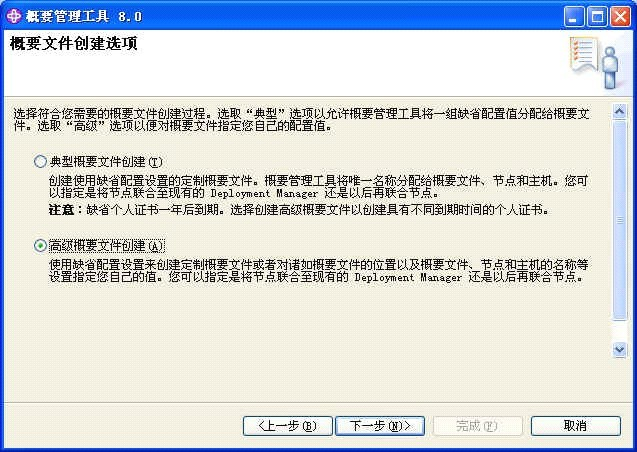 概要管理工具 8.0
概要文件创建选项
选择符合您需要的概要文件创建过程。选取“典型”选项以允许概要管理工具将一组缺省配置值分配给概要文
件。选取“高级”选项以便对概要文件指定您自己的配置值。
典型概要文件创建(T)
创建使用缺省配置设置的定制概要文件。概要管理工具将唯一名称分配给概要文件、节点和主机。您可
以指定是将节点联合至现有的 Deployment Manager 还是以后再联合节点。
注意：缺省个人证书一年后到期。选择创建高级概要文件以创建具有不同到期时间的个人证书。
高级概要文件创建(A)
使用缺省配置设置来创建定制概要文件或者对诸如概要文件的位置以及概要文件、节点和主机的名称等
设置指定您自己的值。您可以指定是将节点联合至现有的 Deployment Manager 还是以后再联合节点。
<上一步(B) 下一步(N)> 完成(F) 取消